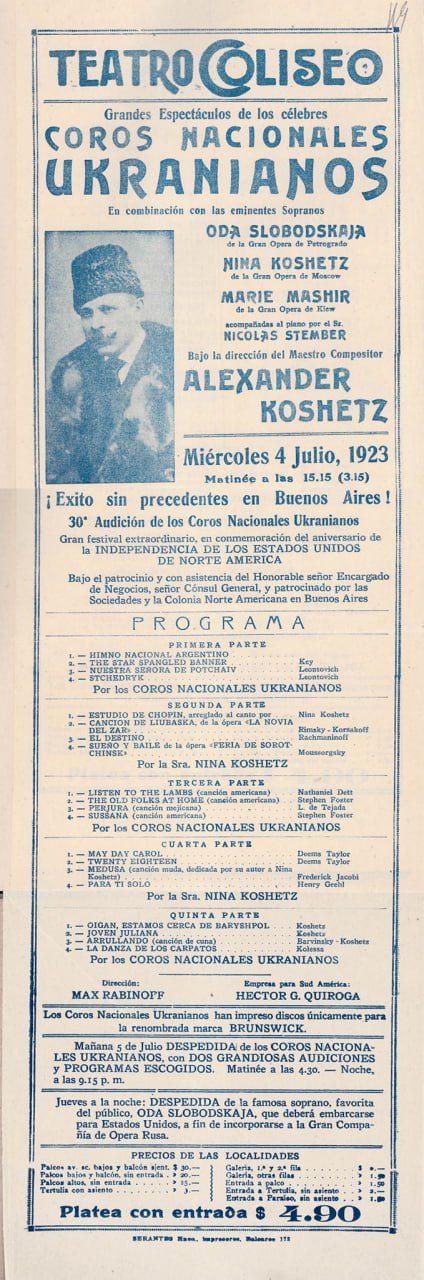 119
TEATRO COLISEO
Grandes Espectáculos de los célebres
COROS NACIONALES
UKRANIANOS
En combinación con las eminentes Sopranos
ODA SLOBODSKAJA
de la Gran Opera de Petrogrado
NINA KOSHETZ
de la Gran Opera de Moscow
MARIE MASHIR
de la Gran Opera de Kiew
acompañadas al piano por el Sr.
NICOLAS STEMBER
Bajo la dirección del Maestro Compositor
ALEXANDER
KOSHETZ
Miércoles 4 Julio, 1923
Matinée a las 15.15 (3.15)
¡Exito sin precedentes en Buenos Aires!
30ª Audición de los Coros Nacionales Ukranianos
Gran festival extraordinario, en conmemoración del aniversario de
la INDEPENDENCIA DE LOS ESTADOS UNIDOS
DE NORTE AMERICA
Bajo el patrocinio y con asistencia del Honorable señor Encargado
de Negocios, señor Cónsul General, y patrocinado por las
Sociedades y la Colonia Norte Americana en Buenos Aires
PROGRAMA
PRIMERA PARTE
1. — HIMNO NACIONAL ARGENTINO
2. — THE STAR SPANGLED BANNER Key
3. — NUESTRA SEÑORA DE POTCHAIV Leontovich
4. — STCHEDRYK Leontovich
Por los COROS NACIONALES UKRANIANOS
SEGUNDA PARTE
1. — ESTUDIO DE CHOPIN, arreglado al canto por Nina Koshetz
2. — CANCION DE LIUBASKA, de la ópera «LA NOVIA
DEL ZAR» Rimsky-Korsakoff
3. — EL DESTINO Rachmaninoff
4. — SUEÑO Y BAILE de la ópera «FERIA DE SOROT-
CHINSK» Moussorgsky
Por la Sra. NINA KOSHETZ
TERCERA PARTE
1. — LISTEN TO THE LAMBS (canción americana) Nathaniel Dett
2. — THE OLD FOLKS AT HOME (canción americana) Stephen Foster
3. — PERJURA (canción mejicana) L. de Tejada
4. — SUSSANA (canción americana) Stephen Foster
Por los COROS NACIONALES UKRANIANOS
CUARTA PARTE
1. — MAY DAY CAROL Deems Taylor
2. — TWENTY EIGHTEEN Deems Taylor
3. — MEDUSA (canción muda, dedicada por su autor a Nina
Koshetz) Frederick Jacobi
4. — PARA TI SOLO Henry
Por la Sra. NINA KOSHETZ
QUINTA PARTE
1. — OIGAN, ESTAMOS CERCA DE BARYSHPOL Koshetz
2. — JOVEN JULIANA Koshetz
3. — ARRULLANDO (canción de cuna) Barvinsky-Koshetz
4. — LA DANZA DE LOS CARPATOS Kolessa
Por los COROS NACIONALES UKRANIANOS
Dirección: Empresa para Sud América:
MAX RABINOFF HECTOR G. QUIROGA
Los Coros Nacionales Ukranianos han impreso discos únicamente para
la renombrada marca BRUNSWICK.
Mañana 5 de Julio DESPEDIDA de los COROS NACIONA-
LES UKRANIANOS, con DOS GRANDIOSAS AUDICIONES
y PROGRAMAS ESCOGIDOS. Matinée a las 4.30. — Noche,
a las 9.15 p. m.
Jueves a la noche: DESPEDIDA de la famosa soprano, favorita
del público, ODA SLOBODSKAJA, que deberá embarcarse
para Estados Unidos, a fin de incorporarse a la Gran Compa-
ñía de Opera Rusa.
PRECIOS DE LAS LOCALIDADES
Palcos av. sc. bajos y balcón sient. $ 30.— Galería, 1.ª y 2.ª fila $ 2.—
Palcos bajos y balcón, sin entrada » 20.— Galería, otras filas » 1.50
Palcos altos, sin entrada » 15.— Entrada a palco » 1.50
Tertulia con asiento » 3.— Entrada a Tertulia, sin asiento » 2.—
Entrada a Paraíso, sin asiento » 1.20
Platea con entrada $ 4.90
SERANTES Hnos., impresores, Balcarce 172